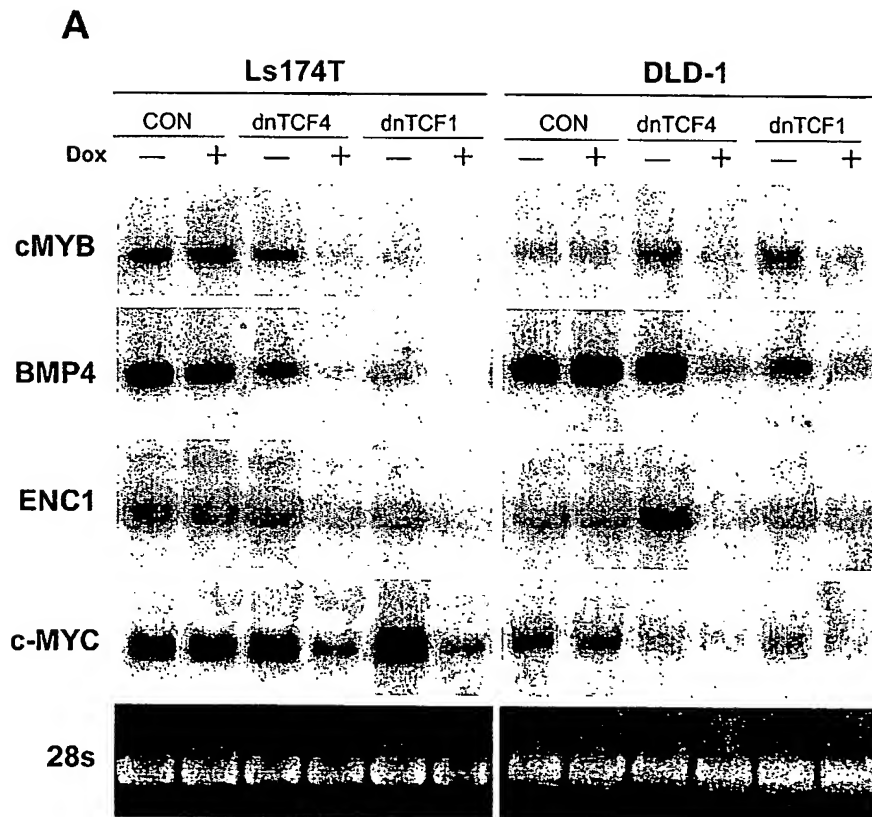 A
Ls174T DLD-1
CON dnTCF4 dnTCF1 CON dnTCF4 dnTCF1
Dox — + — + — + — + — + — +
cMYB
BMP4
ENC1
c-MYC
28s